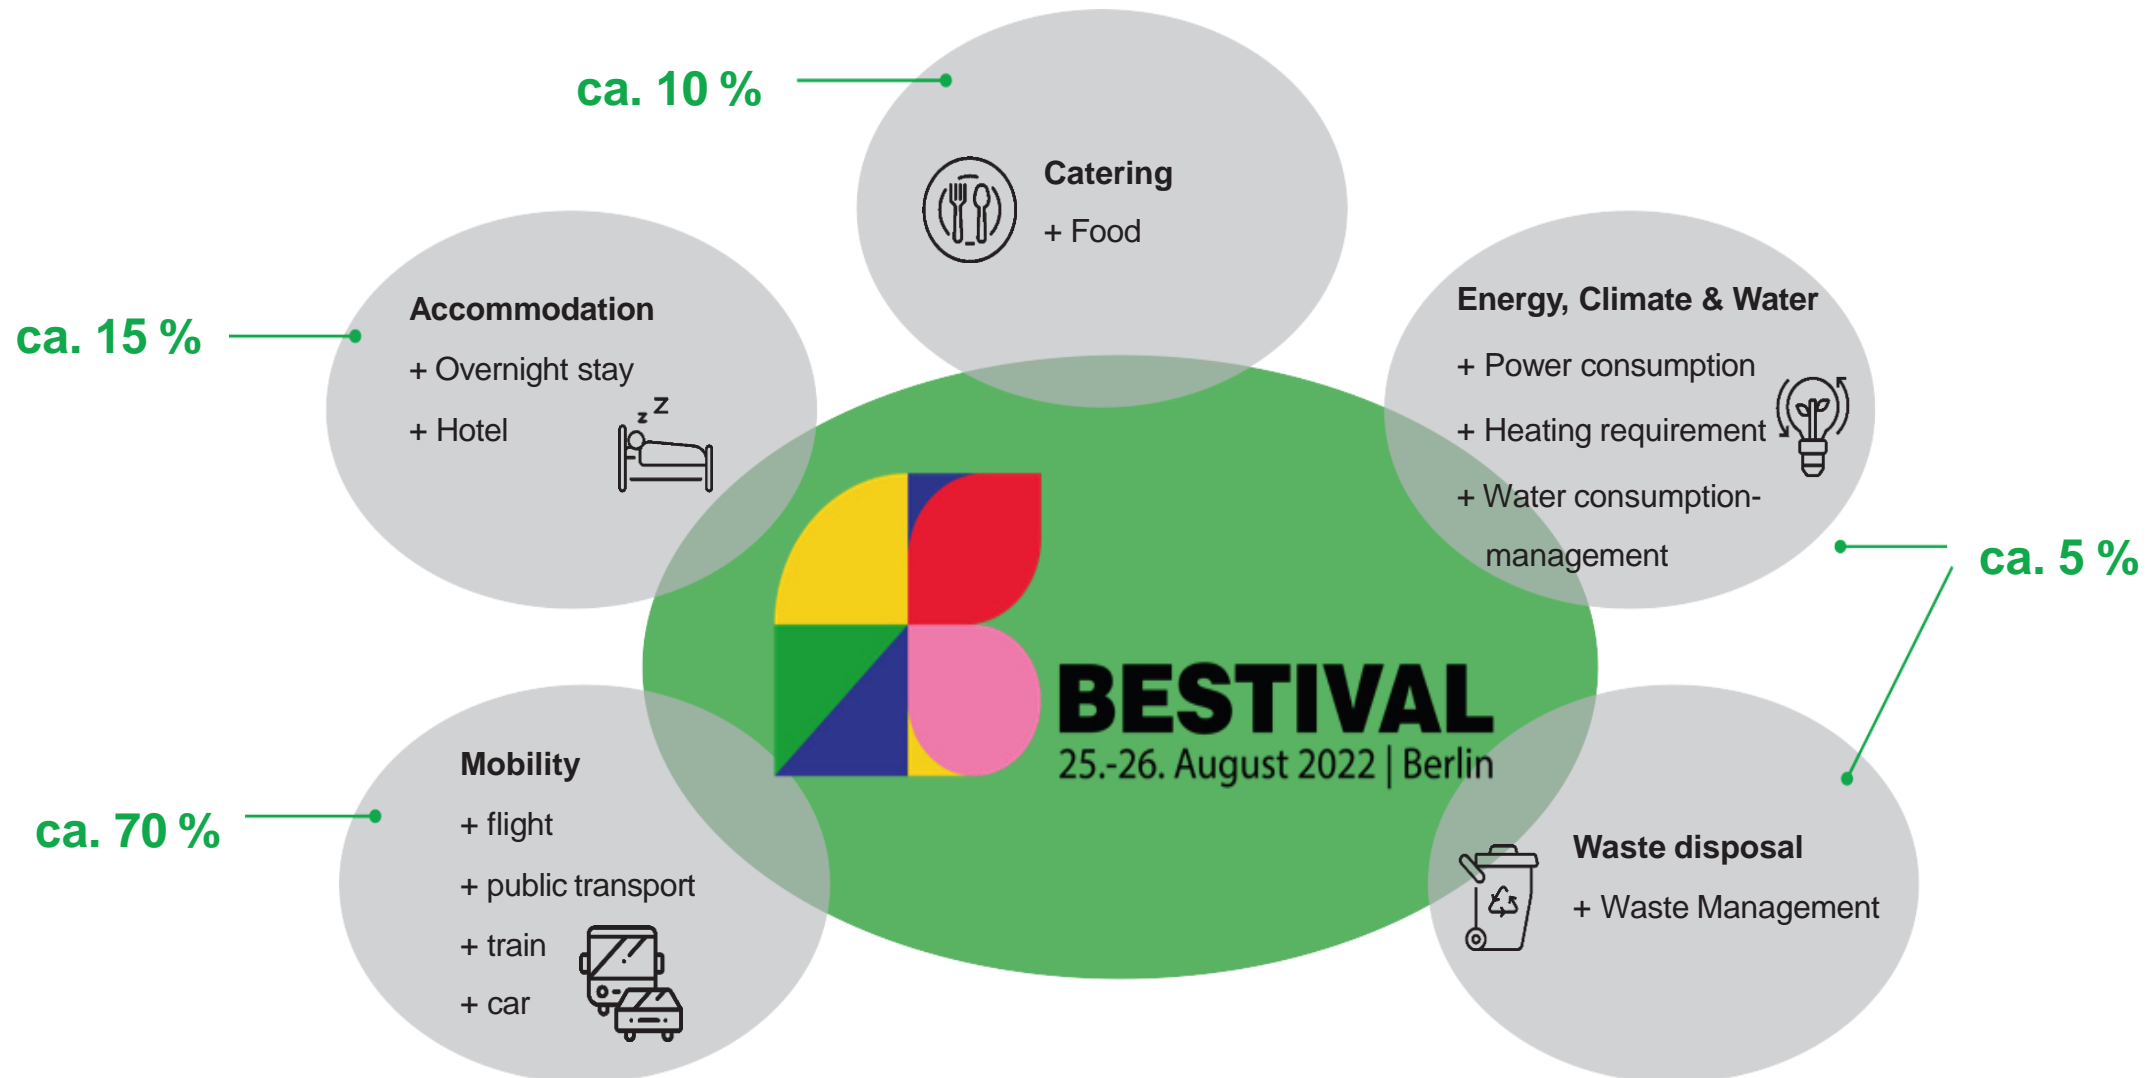 ca. 10 %
Catering
+ Food
ca. 15 %
Accommodation
+ Overnight stay
+ Hotel
z Z
Energy, Climate & Water
+ Power consumption
+ Heating requirement
+ Water consumption-
management
ca. 5 %
BESTIVAL
25.-26. August 2022 | Berlin
ca. 70 %
Mobility
+ flight
+ public transport
+ train
+ car
Waste disposal
+ Waste Management